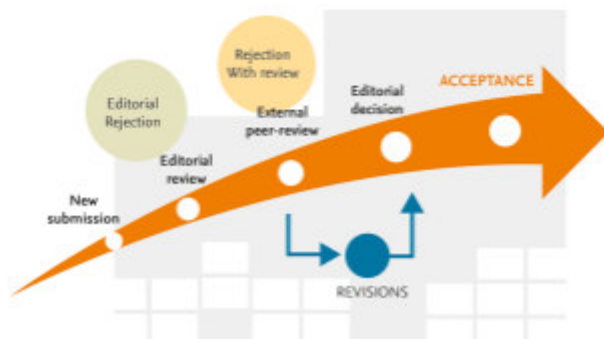 Rejection
With review
Editorial
Rejection
ACCEPTANCE
Editorial
decision
External
peer-review
Editorial
review
New
submission
REVISIONS